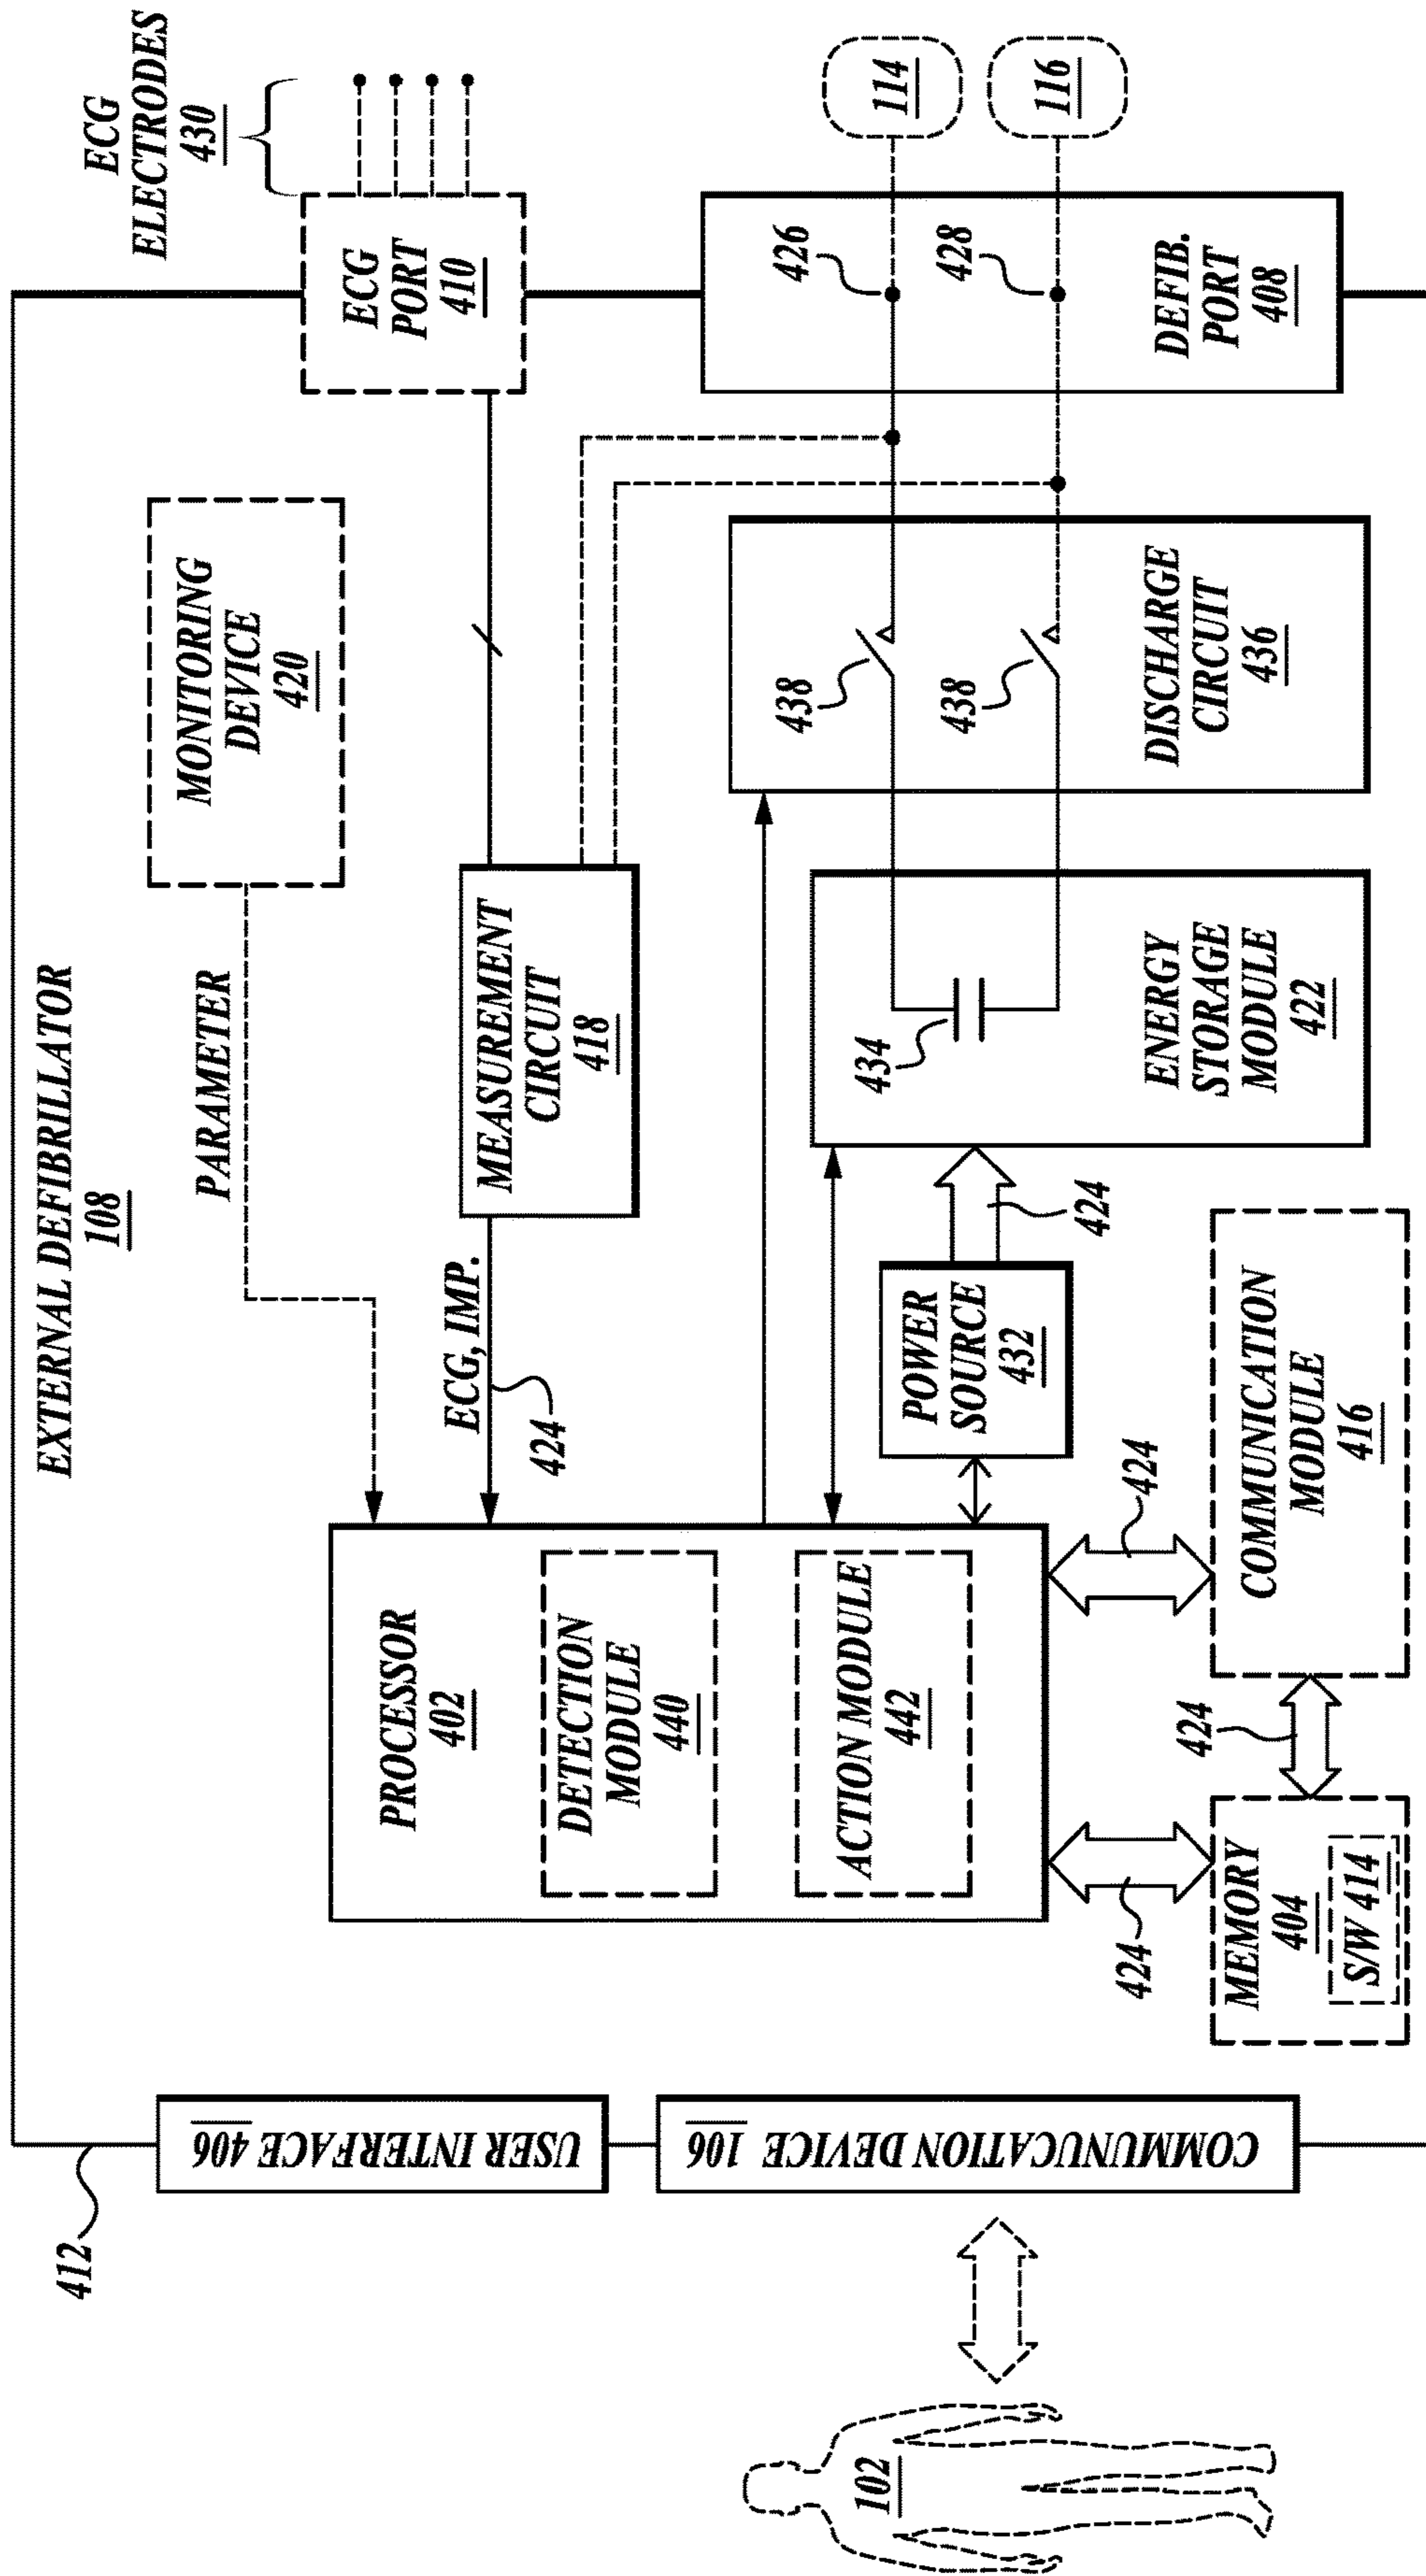 EXTERNAL DEFIBRILLATOR
108
412
USER INTERFACE 406
COMMUNUCATION DEVICE 106
102
PROCESSOR
402
DETECTION
MODULE
440
ACTION MODULE
442
MEMORY
404
S/W 414
424
424
424
COMMUNICATION
MODULE
416
PARAMETER
MONITORING
DEVICE
420
ECG, IMP.
424
MEASUREMENT
CIRCUIT
418
POWER
SOURCE
432
424
434
ENERGY
STORAGE
MODULE
422
438
438
DISCHARGE
CIRCUIT
436
ECG
ELECTRODES
430
ECG
PORT
410
426
428
DEFIB.
PORT
408
114
116